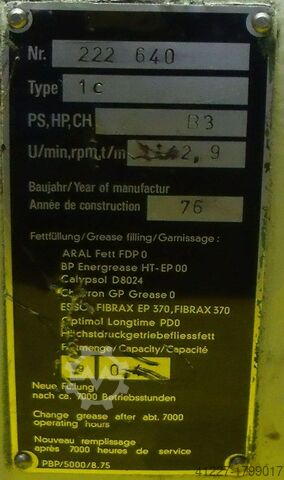 Nr. 222 640
Type 1c
PS, HP, CH B3
U/min, rpm, t/m 2,9
Baujahr/Year of manufactur
Année de construction 76
Fettfüllung/Grease filling/Garnissage:
ARAL Fett FDP 0
BP Energrease HT-EP 00
Calypsol D8024
Chevron GP Grease 0
ESSO FIBRAX EP 370, FIBRAX 370
Optimol Longtime PD0
Höchstdruckgetriebefliessfett
Fettmenge/Capacity/Capacité
9 0
Neue Füllung
nach ca. 7000 Betriebsstunden
Change grease after abt. 7000
operating hours
Nouveau remplissage
après 7000 heures de service
PBP/5000/8.75
41227-1799017